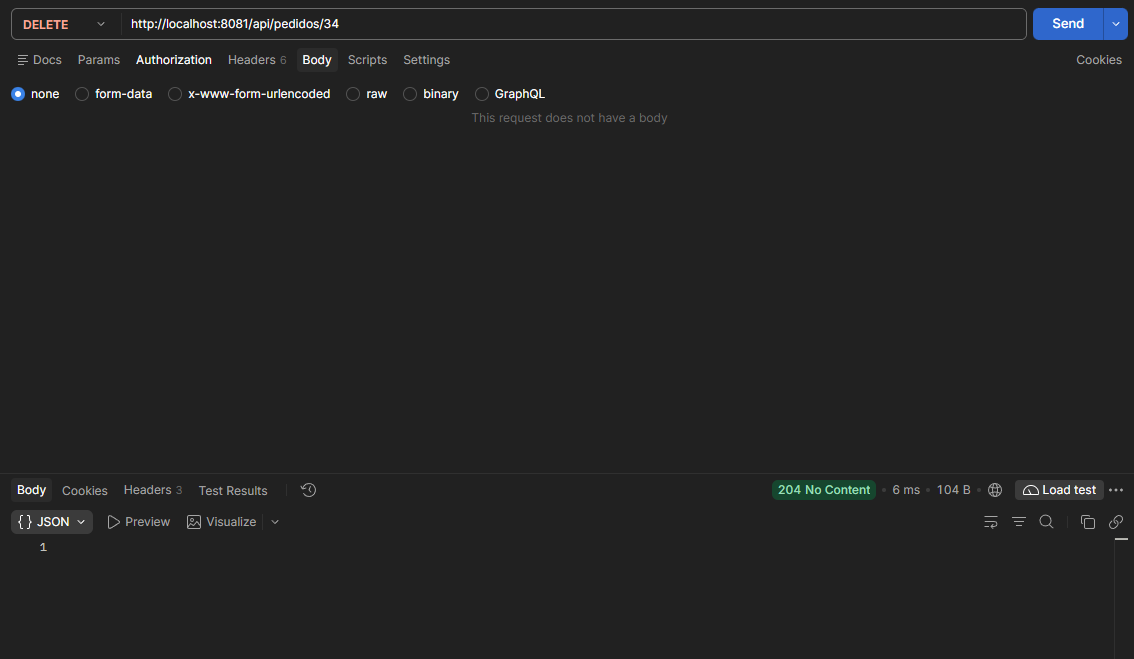 DELETE http://localhost:8081/api/pedidos/34 Send
Docs Params Authorization Headers 6 Body Scripts Settings Cookies
none form-data x-www-form-urlencoded raw binary GraphQL
This request does not have a body
Body Cookies Headers 3 Test Results 204 No Content • 6 ms • 104 B • Load test
{} JSON Preview Visualize
1